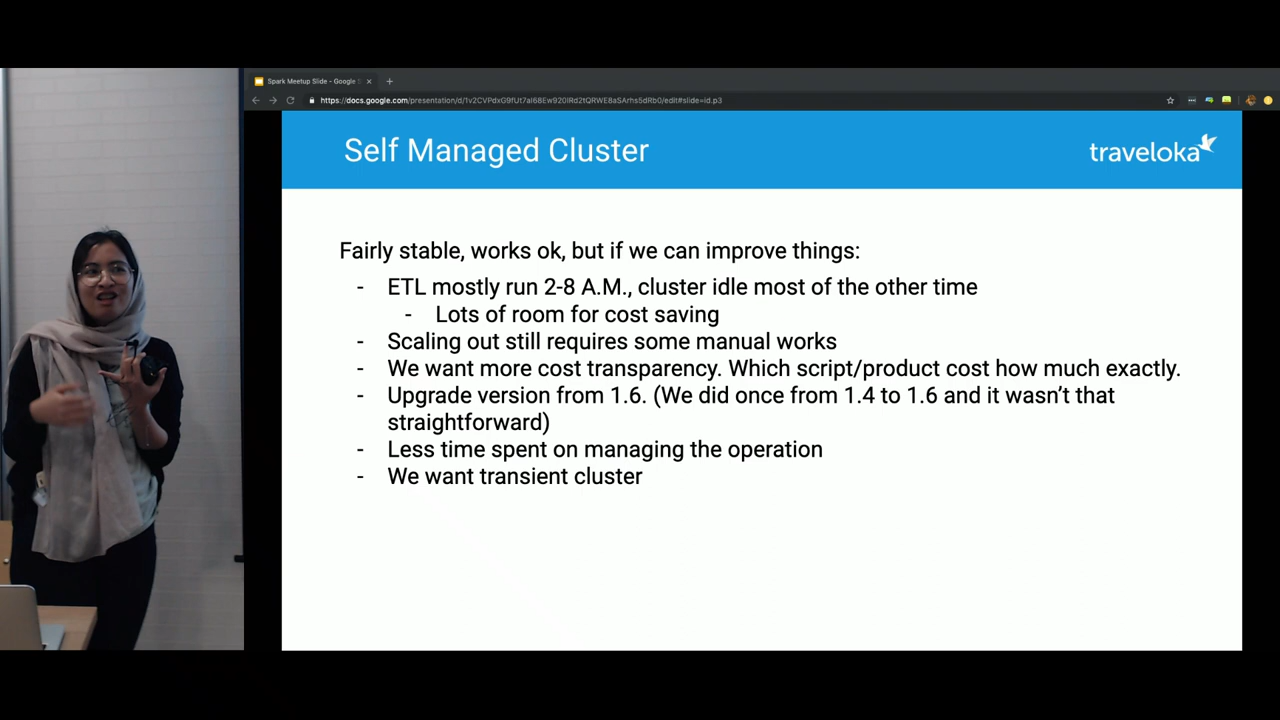 Spark Meetup Slide - Google S
Self Managed Cluster
traveloka
Fairly stable, works ok, but if we can improve things:
- ETL mostly run 2-8 A.M., cluster idle most of the other time
- Lots of room for cost saving
- Scaling out still requires some manual works
- We want more cost transparency. Which script/product cost how much exactly.
- Upgrade version from 1.6. (We did once from 1.4 to 1.6 and it wasn't that
straightforward)
- Less time spent on managing the operation
- We want transient cluster